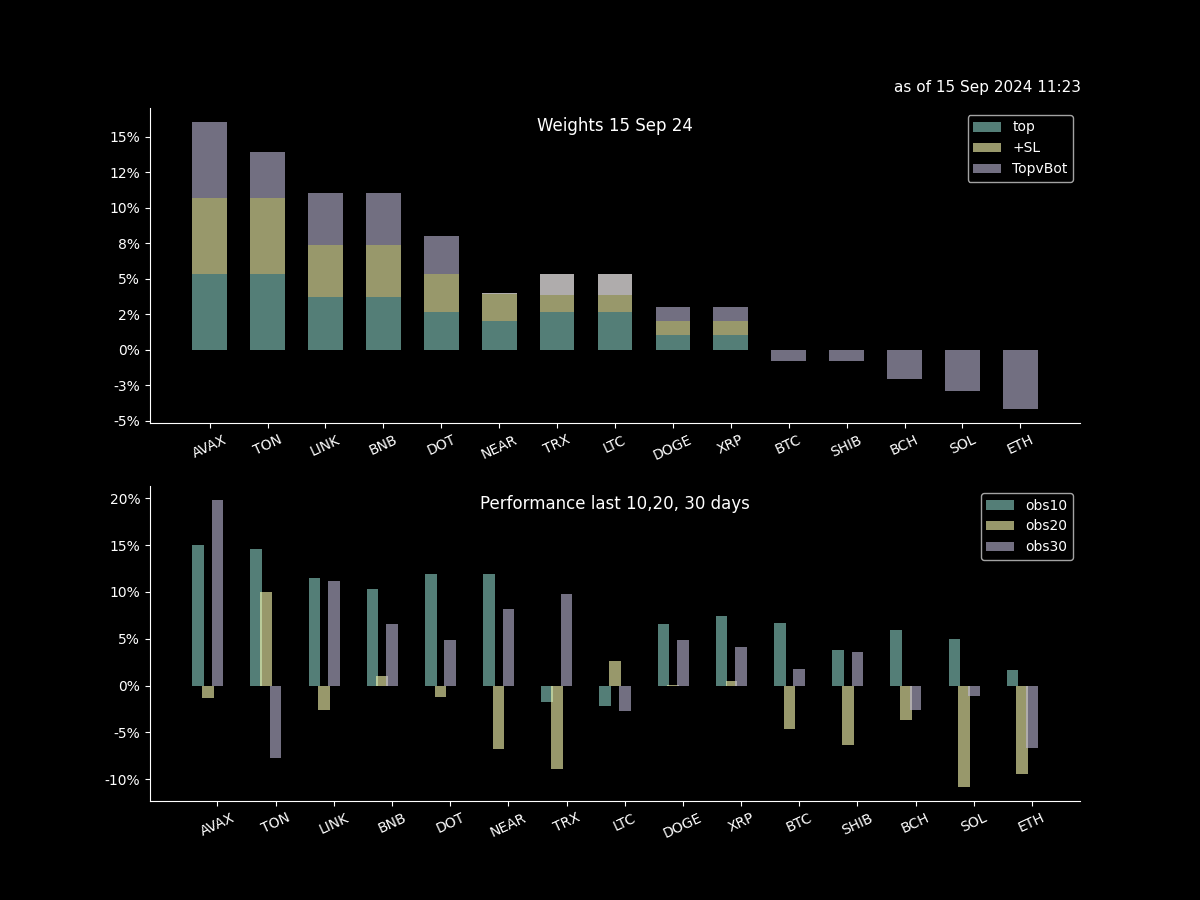 as of 15 Sep 2024 11:23
Weights 15 Sep 24
top
+SL
TopvBot
15%
12%
10%
8%
5%
2%
0%
-3%
-5%
AVAX TON LINK BNB DOT NEAR TRX LTC DOGE XRP BTC SHIB BCH SOL ETH
Performance last 10,20, 30 days
obs10
obs20
obs30
20%
15%
10%
5%
0%
-5%
-10%
AVAX TON LINK BNB DOT NEAR TRX LTC DOGE XRP BTC SHIB BCH SOL ETH